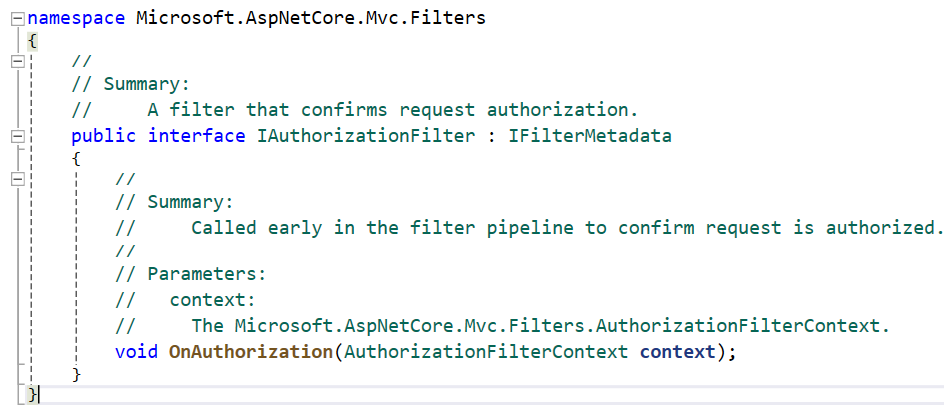 namespace Microsoft.AspNetCore.Mvc.Filters
{
//
// Summary:
//     A filter that confirms request authorization.
public interface IAuthorizationFilter : IFilterMetadata
{
//
// Summary:
//     Called early in the filter pipeline to confirm request is authorized.
//
// Parameters:
//   context:
//     The Microsoft.AspNetCore.Mvc.Filters.AuthorizationFilterContext.
void OnAuthorization(AuthorizationFilterContext context);
}
}